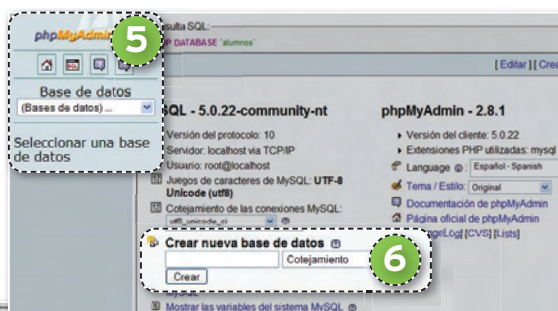 phpMyAdmin
5
Base de datos
(Bases de datos) ...
Seleccionar una base
de datos
Consulta SQL:
DATABASE `alumnos`
[ Editar ] [
SQL - 5.0.22-community-nt
Versión del protocolo: 10
Servidor: localhost via TCP/IP
Usuario: root@localhost
Juegos de caracteres de MySQL: UTF-8
Unicode (utf8)
Cotejamiento de las conexiones MySQL:
utf8_unicode_ci
Crear nueva base de datos
Cotejamiento
Crear
6
MySQL
Mostrar las variables del sistema MySQL
phpMyAdmin - 2.8.1
Versión del cliente: 5.0.22
Extensiones PHP utilizadas: mysql
Language : Español - Spanish
Tema / Estilo: Original
Documentación de phpMyAdmin
Página oficial de phpMyAdmin
[CVS] [Lists]